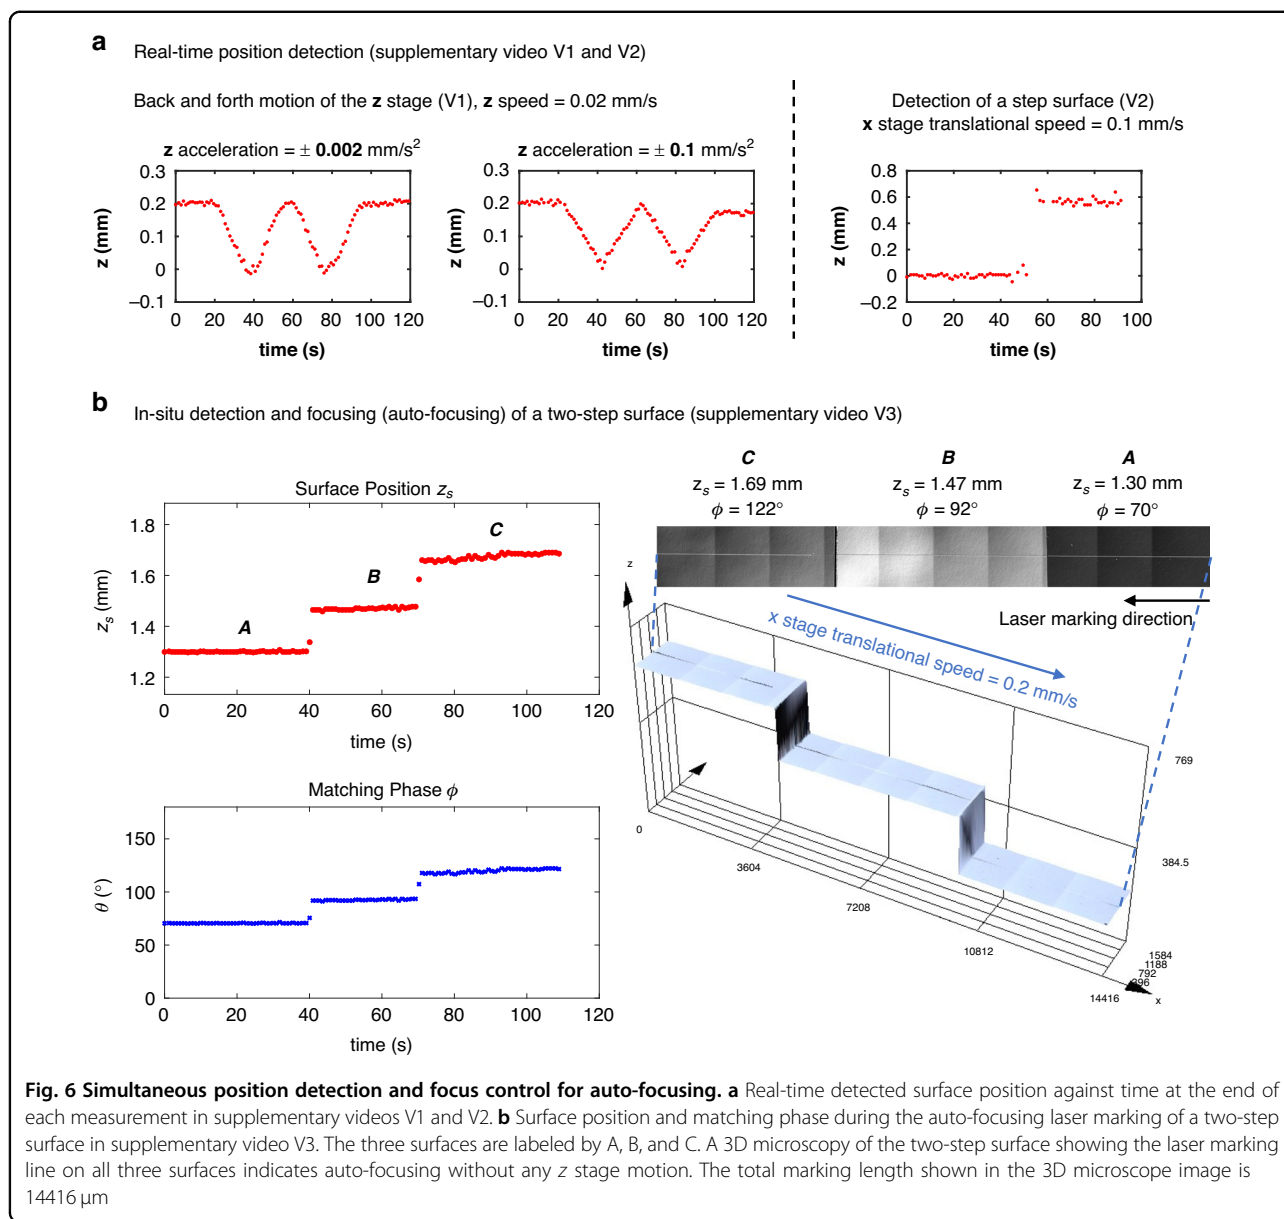 a
Real-time position detection (supplementary video V1 and V2)
Back and forth motion of the z stage (V1), z speed = 0.02 mm/s
Detection of a step surface (V2)
x stage translational speed = 0.1 mm/s
z acceleration = ± 0.002 mm/s²
z acceleration = ± 0.1 mm/s²
0.3
0.2
0.1
0
–0.1
z (mm)
0 20 40 60 80 100 120
time (s)
0.3
0.2
0.1
0
–0.1
z (mm)
0 20 40 60 80 100 120
time (s)
0.8
0.6
0.4
0.2
0
–0.2
z (mm)
0 20 40 60 80 100
time (s)
b
In-situ detection and focusing (auto-focusing) of a two-step surface (supplementary video V3)
Surface Position zₛ
1.8
1.6
1.4
1.2
zₛ (mm)
A
B
C
0 20 40 60 80 100 120
time (s)
Matching Phase ϕ
150
100
50
0
θ (°)
0 20 40 60 80 100 120
time (s)
C
zₛ = 1.69 mm
ϕ = 122°
B
zₛ = 1.47 mm
ϕ = 92°
A
zₛ = 1.30 mm
ϕ = 70°
Laser marking direction
x stage translational speed = 0.2 mm/s
z
769
384.5
0
3604
7208
10812
14416
1584
1188
792
396
x
Fig. 6 Simultaneous position detection and focus control for auto-focusing. a Real-time detected surface position against time at the end of
each measurement in supplementary videos V1 and V2. b Surface position and matching phase during the auto-focusing laser marking of a two-step
surface in supplementary video V3. The three surfaces are labeled by A, B, and C. A 3D microscopy of the two-step surface showing the laser marking
line on all three surfaces indicates auto-focusing without any z stage motion. The total marking length shown in the 3D microscope image is
14416 µm